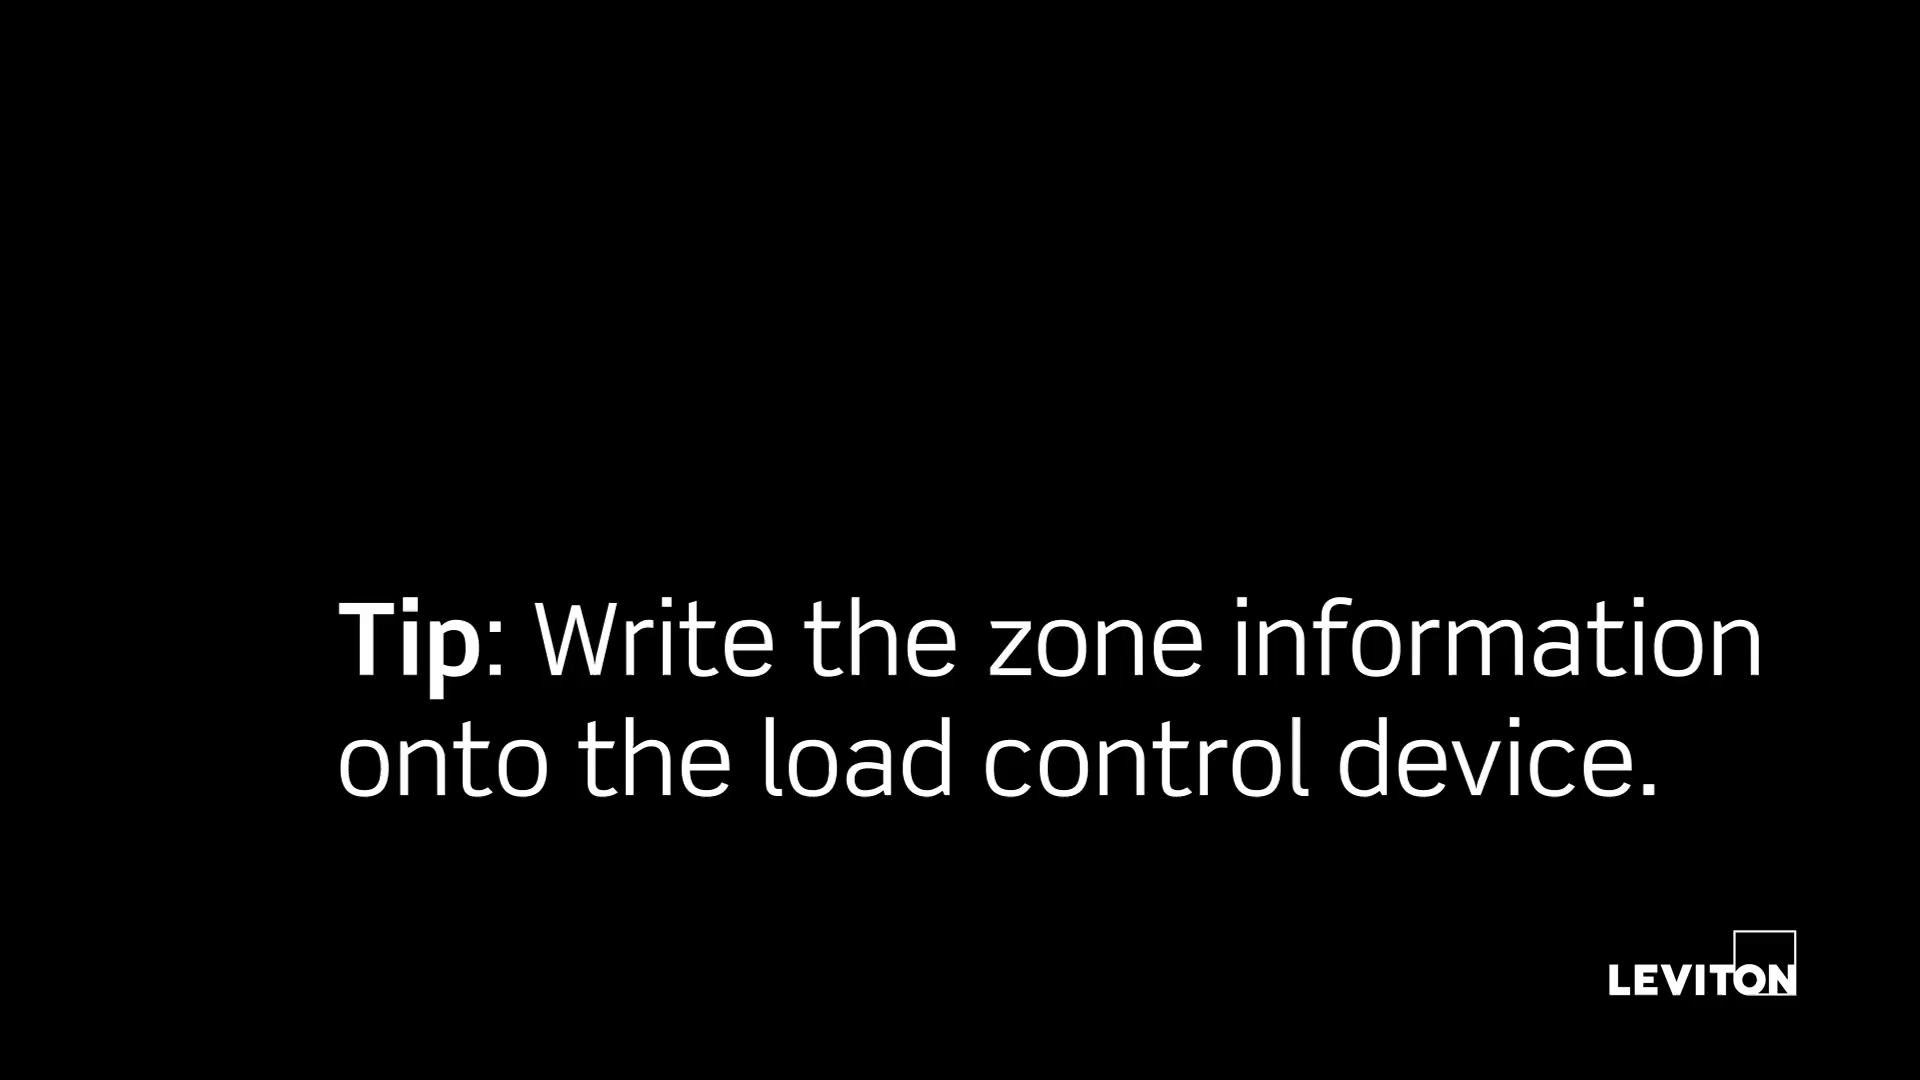 Tip: Write the zone information
onto the load control device.
LEVITON